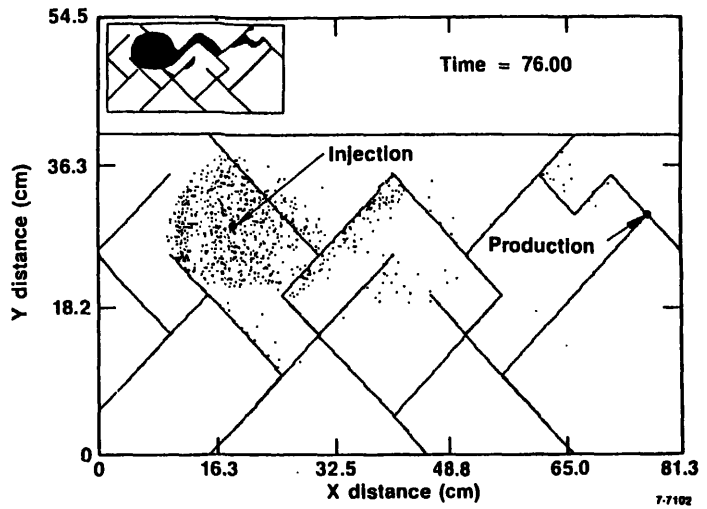 54.5
Time = 76.00
36.3
Injection
Production
Y distance (cm)
18.2
0
0 16.3 32.5 48.8 65.0 81.3
X distance (cm)
7-7102